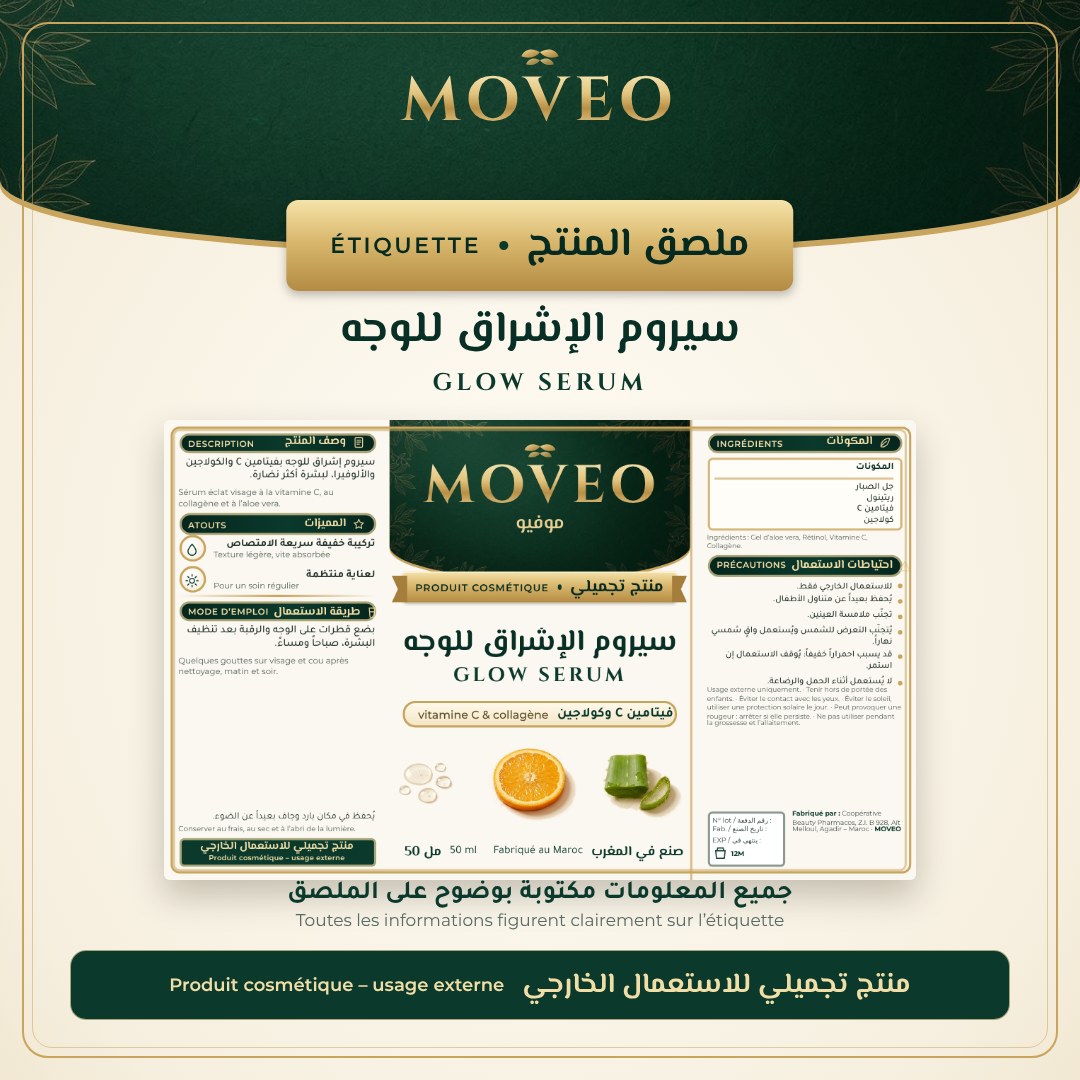 MOVEO
ÉTIQUETTE • ملصق المنتج
سيروم الإشراق للوجه
GLOW SERUM
DESCRIPTION وصف المنتج
سيروم إشراق للوجه بفيتامين C والكولاجين
والألوفيرا، لبشرة أكثر نضارة.
Sérum éclat visage à la vitamine C, au
collagène et à l'aloe vera.
ATOUTS المميزات
تركيبة خفيفة سريعة الامتصاص
Texture légère, vite absorbée
لعناية منتظمة
Pour un soin régulier
MODE D'EMPLOI طريقة الاستعمال
بضع قطرات على الوجه والرقبة بعد تنظيف
البشرة، صباحاً ومساءً.
Quelques gouttes sur visage et cou après
nettoyage, matin et soir.
يُحفظ في مكان بارد وجاف بعيداً عن الضوء.
Conserver au frais, au sec et à l'abri de la lumière.
منتج تجميلي للاستعمال الخارجي
Produit cosmétique – usage externe
MOVEO
موفيو
PRODUIT COSMÉTIQUE • منتج تجميلي
سيروم الإشراق للوجه
GLOW SERUM
vitamine C & collagène فيتامين C وكولاجين
50 مل 50 ml Fabriqué au Maroc صنع في المغرب
INGRÉDIENTS المكونات
المكونات
جل الصبار
ريتينول
فيتامين C
كولاجين
Ingrédients : Gel d'aloe vera, Rétinol, Vitamine C,
Collagène.
PRÉCAUTIONS احتياطات الاستعمال
للاستعمال الخارجي فقط.
يُحفظ بعيداً عن متناول الأطفال.
تجنّب ملامسة العينين.
يُتجنّب التعرض للشمس ويُستعمل واقٍ شمسي
نهاراً.
قد يسبب احمراراً خفيفاً؛ يُوقف الاستعمال إن
استمر.
لا يُستعمل أثناء الحمل والرضاعة.
Usage externe uniquement. · Tenir hors de portée des
enfants. · Éviter le contact avec les yeux. · Éviter le soleil,
utiliser une protection solaire le jour. · Peut provoquer une
rougeur : arrêter si elle persiste. · Ne pas utiliser pendant
la grossesse et l'allaitement.
N° lot / رقم الدفعة :
Fab. / تاريخ الصنع :
EXP / ينتهي في :
12M
Fabriqué par : Coopérative
Beauty Pharmacos, Z.I. B 928, Aït
Melloul, Agadir – Maroc · MOVEO
جميع المعلومات مكتوبة بوضوح على الملصق
Toutes les informations figurent clairement sur l'étiquette
Produit cosmétique – usage externe منتج تجميلي للاستعمال الخارجي